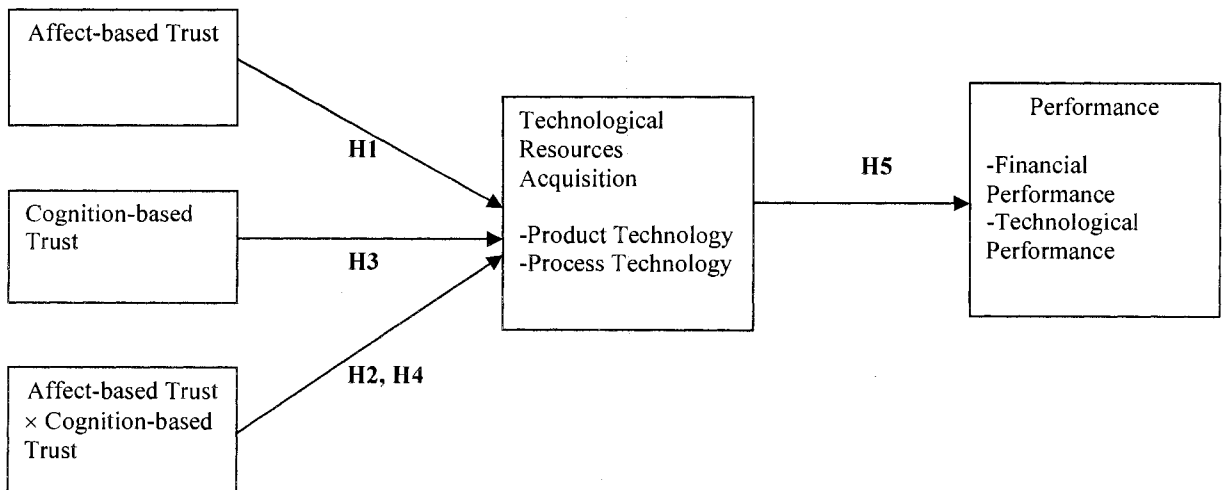 Affect-based Trust
H1
Cognition-based
Trust
H3
Affect-based Trust
× Cognition-based
Trust
H2, H4
Technological
Resources
Acquisition
-Product Technology
-Process Technology
H5
Performance
-Financial
Performance
-Technological
Performance